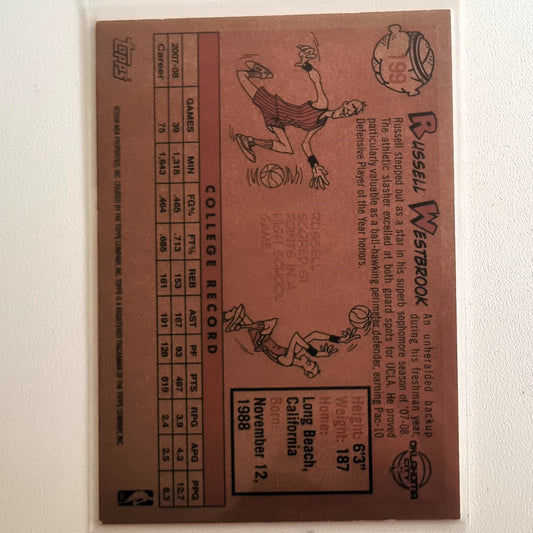 199
RUSSELL WESTBROOK
OKLAHOMA
CITY
An unheralded backup
during his freshman year,
Russell stepped out as a star in his superb sophomore season of '07-08.
The athletic slasher excelled at both guard spots for UCLA. He proved
particularly valuable as a ball-hawking perimeter defender, earning Pac-10
Defensive Player of the Year honors.
RUSSELL
SCORED 51
PTS IN A
HIGH SCHOOL
GAME.
Height: 6'3"
Weight: 187
Home:
Long Beach,
California
Born:
November 12,
1988
COLLEGE RECORD
GAMES MIN FG% FT% REB AST PF PTS RPG APG PPG
2007-08 39 1,318 .465 .713 153 167 93 497 3.9 4.3 12.7
Career 75 1,643 .464 .685 161 191 128 619 2.4 2.5 8.3
topps
©2008 NBA PROPERTIES, INC. CREATED BY THE TOPPS COMPANY, INC. TOPPS IS A REGISTERED TRADEMARK OF THE TOPPS COMPANY, INC.